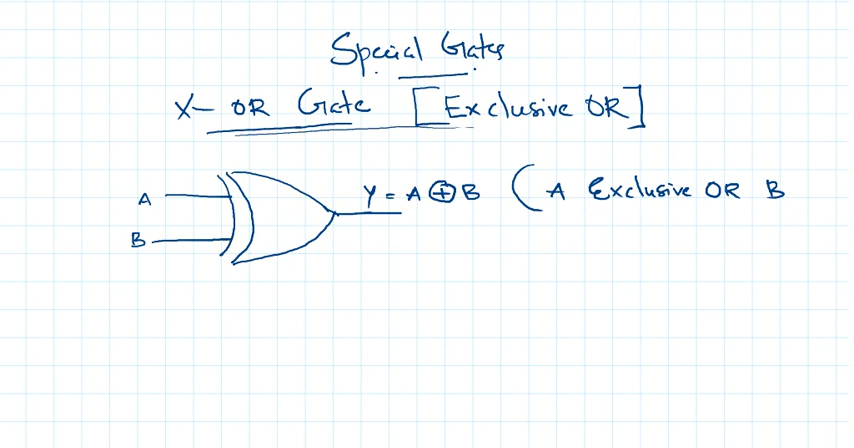 Special Gates
X-OR Gate [Exclusive OR]
A
Y = A ⊕ B (A Exclusive OR B
B